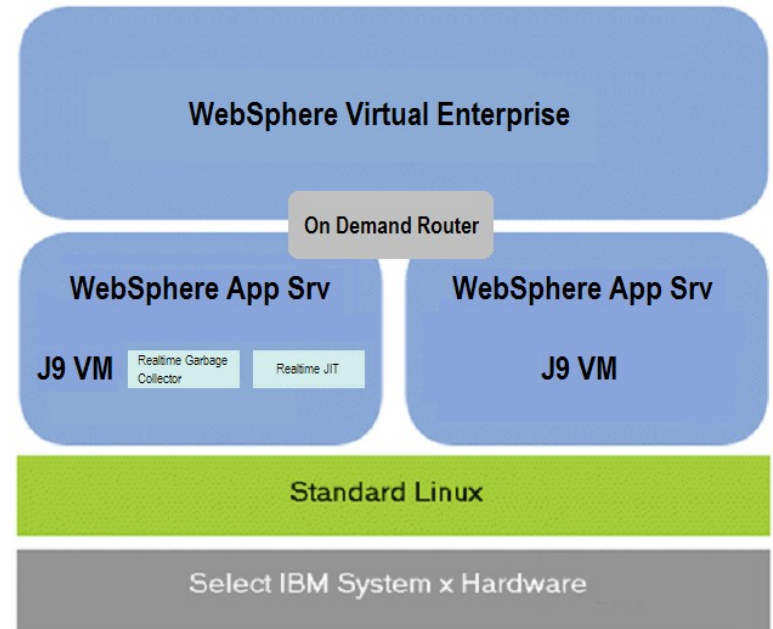 WebSphere Virtual Enterprise
On Demand Router
WebSphere App Srv
J9 VM
Realtime Garbage
Collector
Realtime JIT
WebSphere App Srv
J9 VM
Standard Linux
Select IBM System x Hardware